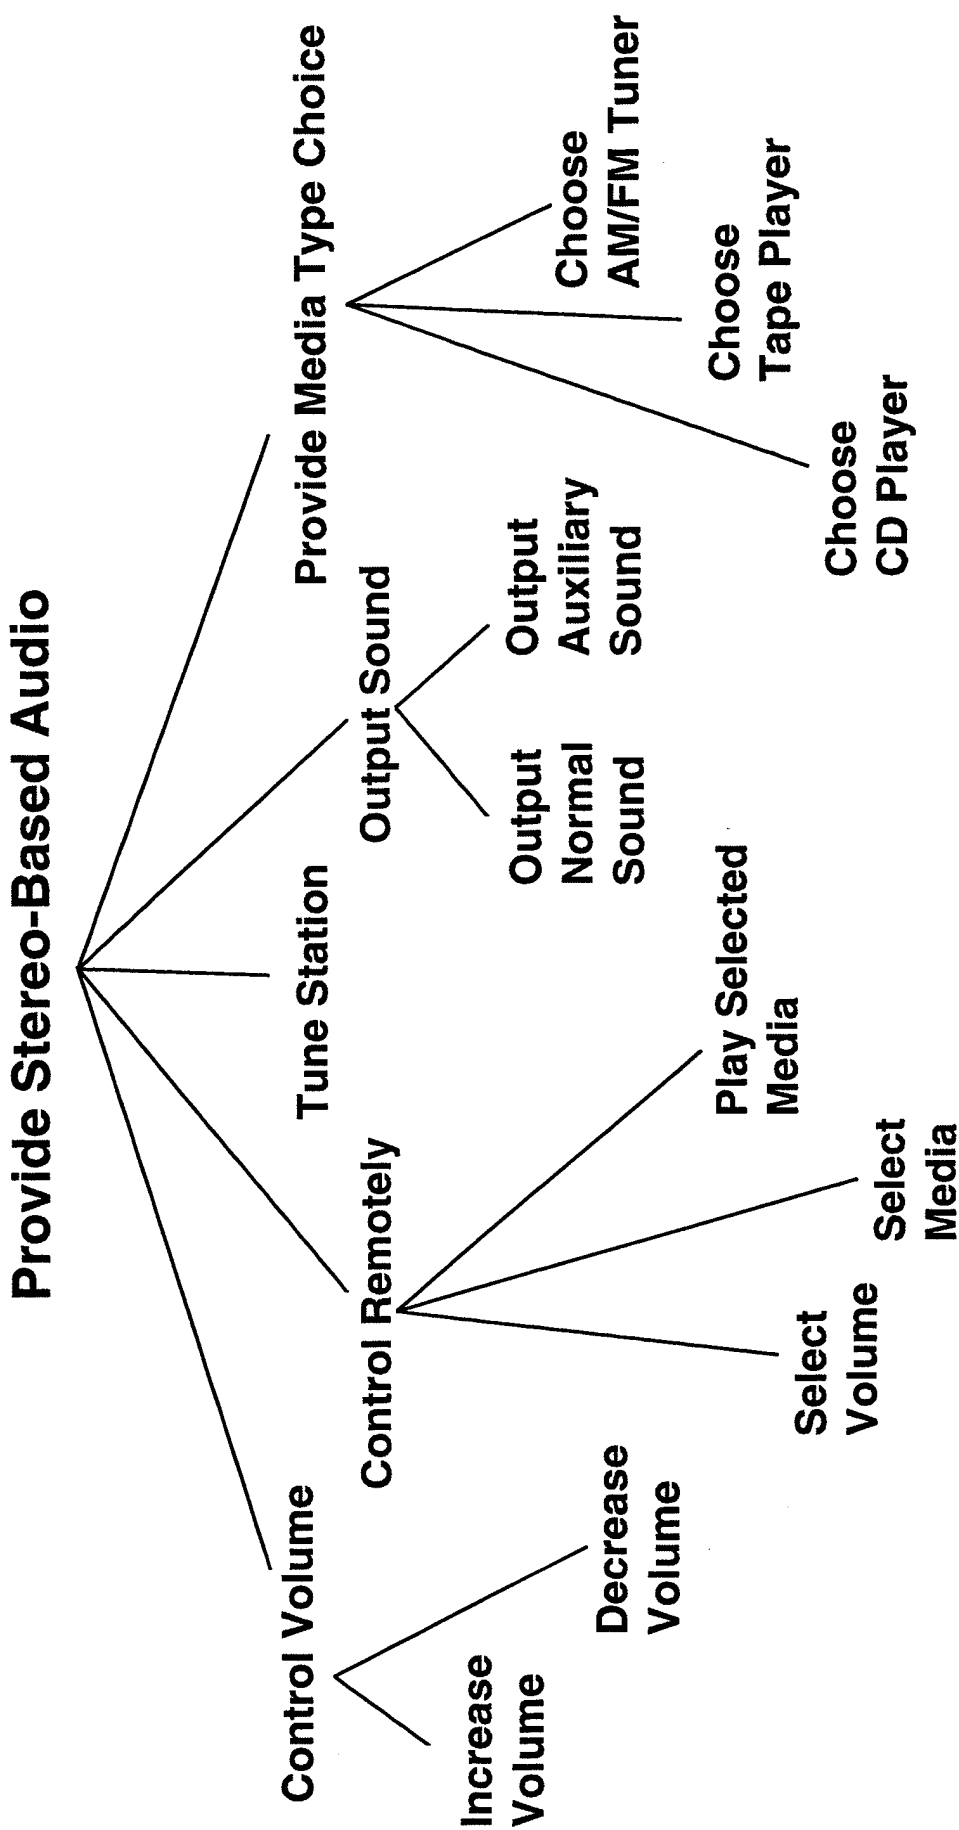 Provide Stereo-Based Audio
Control Volume
Increase
Volume
Decrease
Volume
Control Remotely
Select
Volume
Select
Media
Play Selected
Media
Tune Station
Output Sound
Output
Normal
Sound
Output
Auxiliary
Sound
Provide Media Type Choice
Choose
CD Player
Choose
Tape Player
Choose
AM/FM Tuner